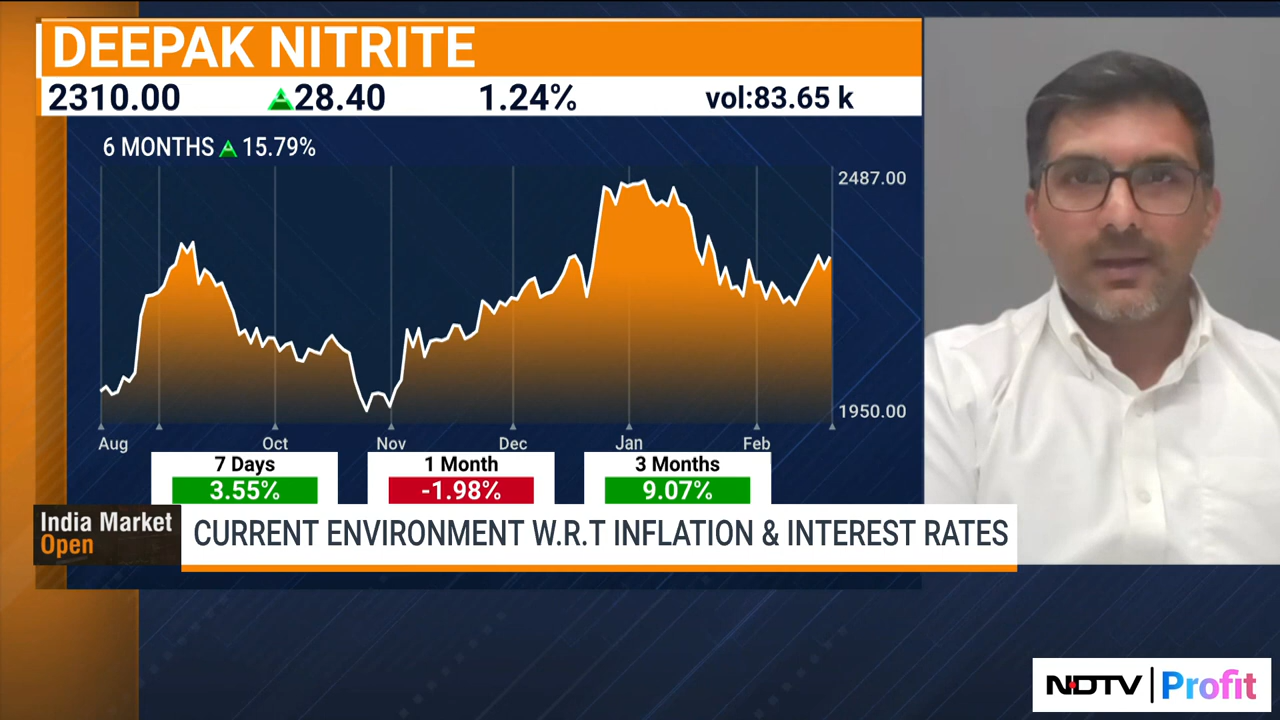 DEEPAK NITRITE
2310.00 28.40 1.24% vol:83.65 k
6 MONTHS 15.79%
2487.00
1950.00
Aug Oct Nov Dec Jan Feb
7 Days 1 Month 3 Months
3.55% -1.98% 9.07%
India Market
Open
CURRENT ENVIRONMENT W.R.T INFLATION & INTEREST RATES
NDTV Profit